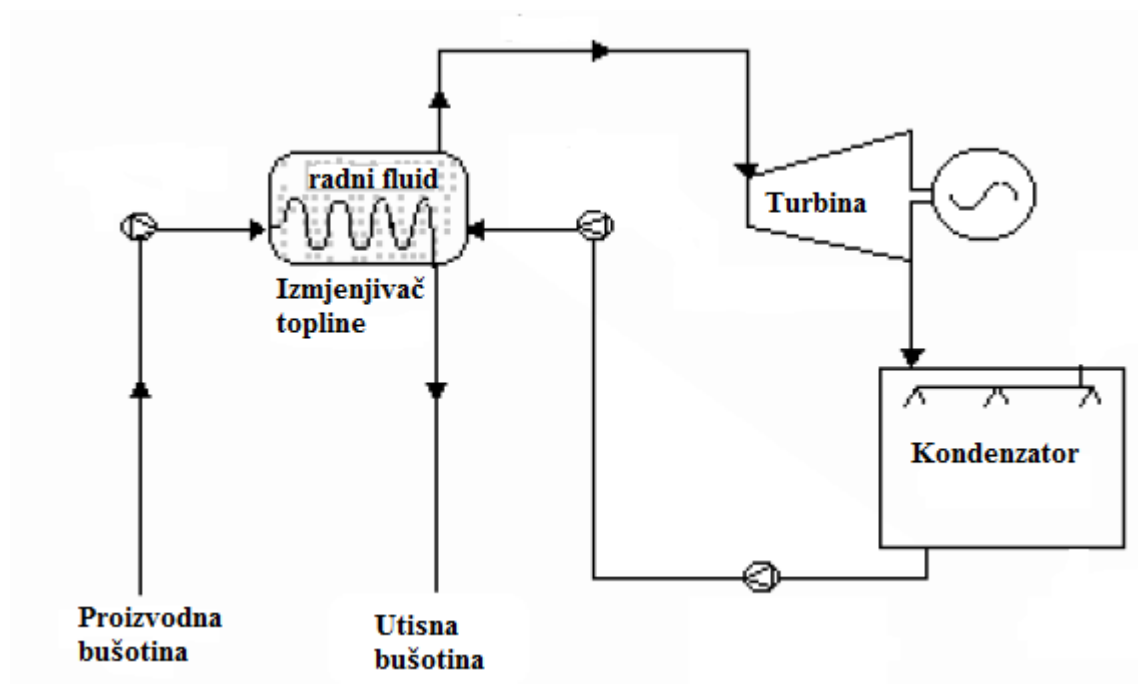 radni fluid
Turbina
Izmjenjivač
topline
Kondenzator
Proizvodna
bušotina
Utisna
bušotina